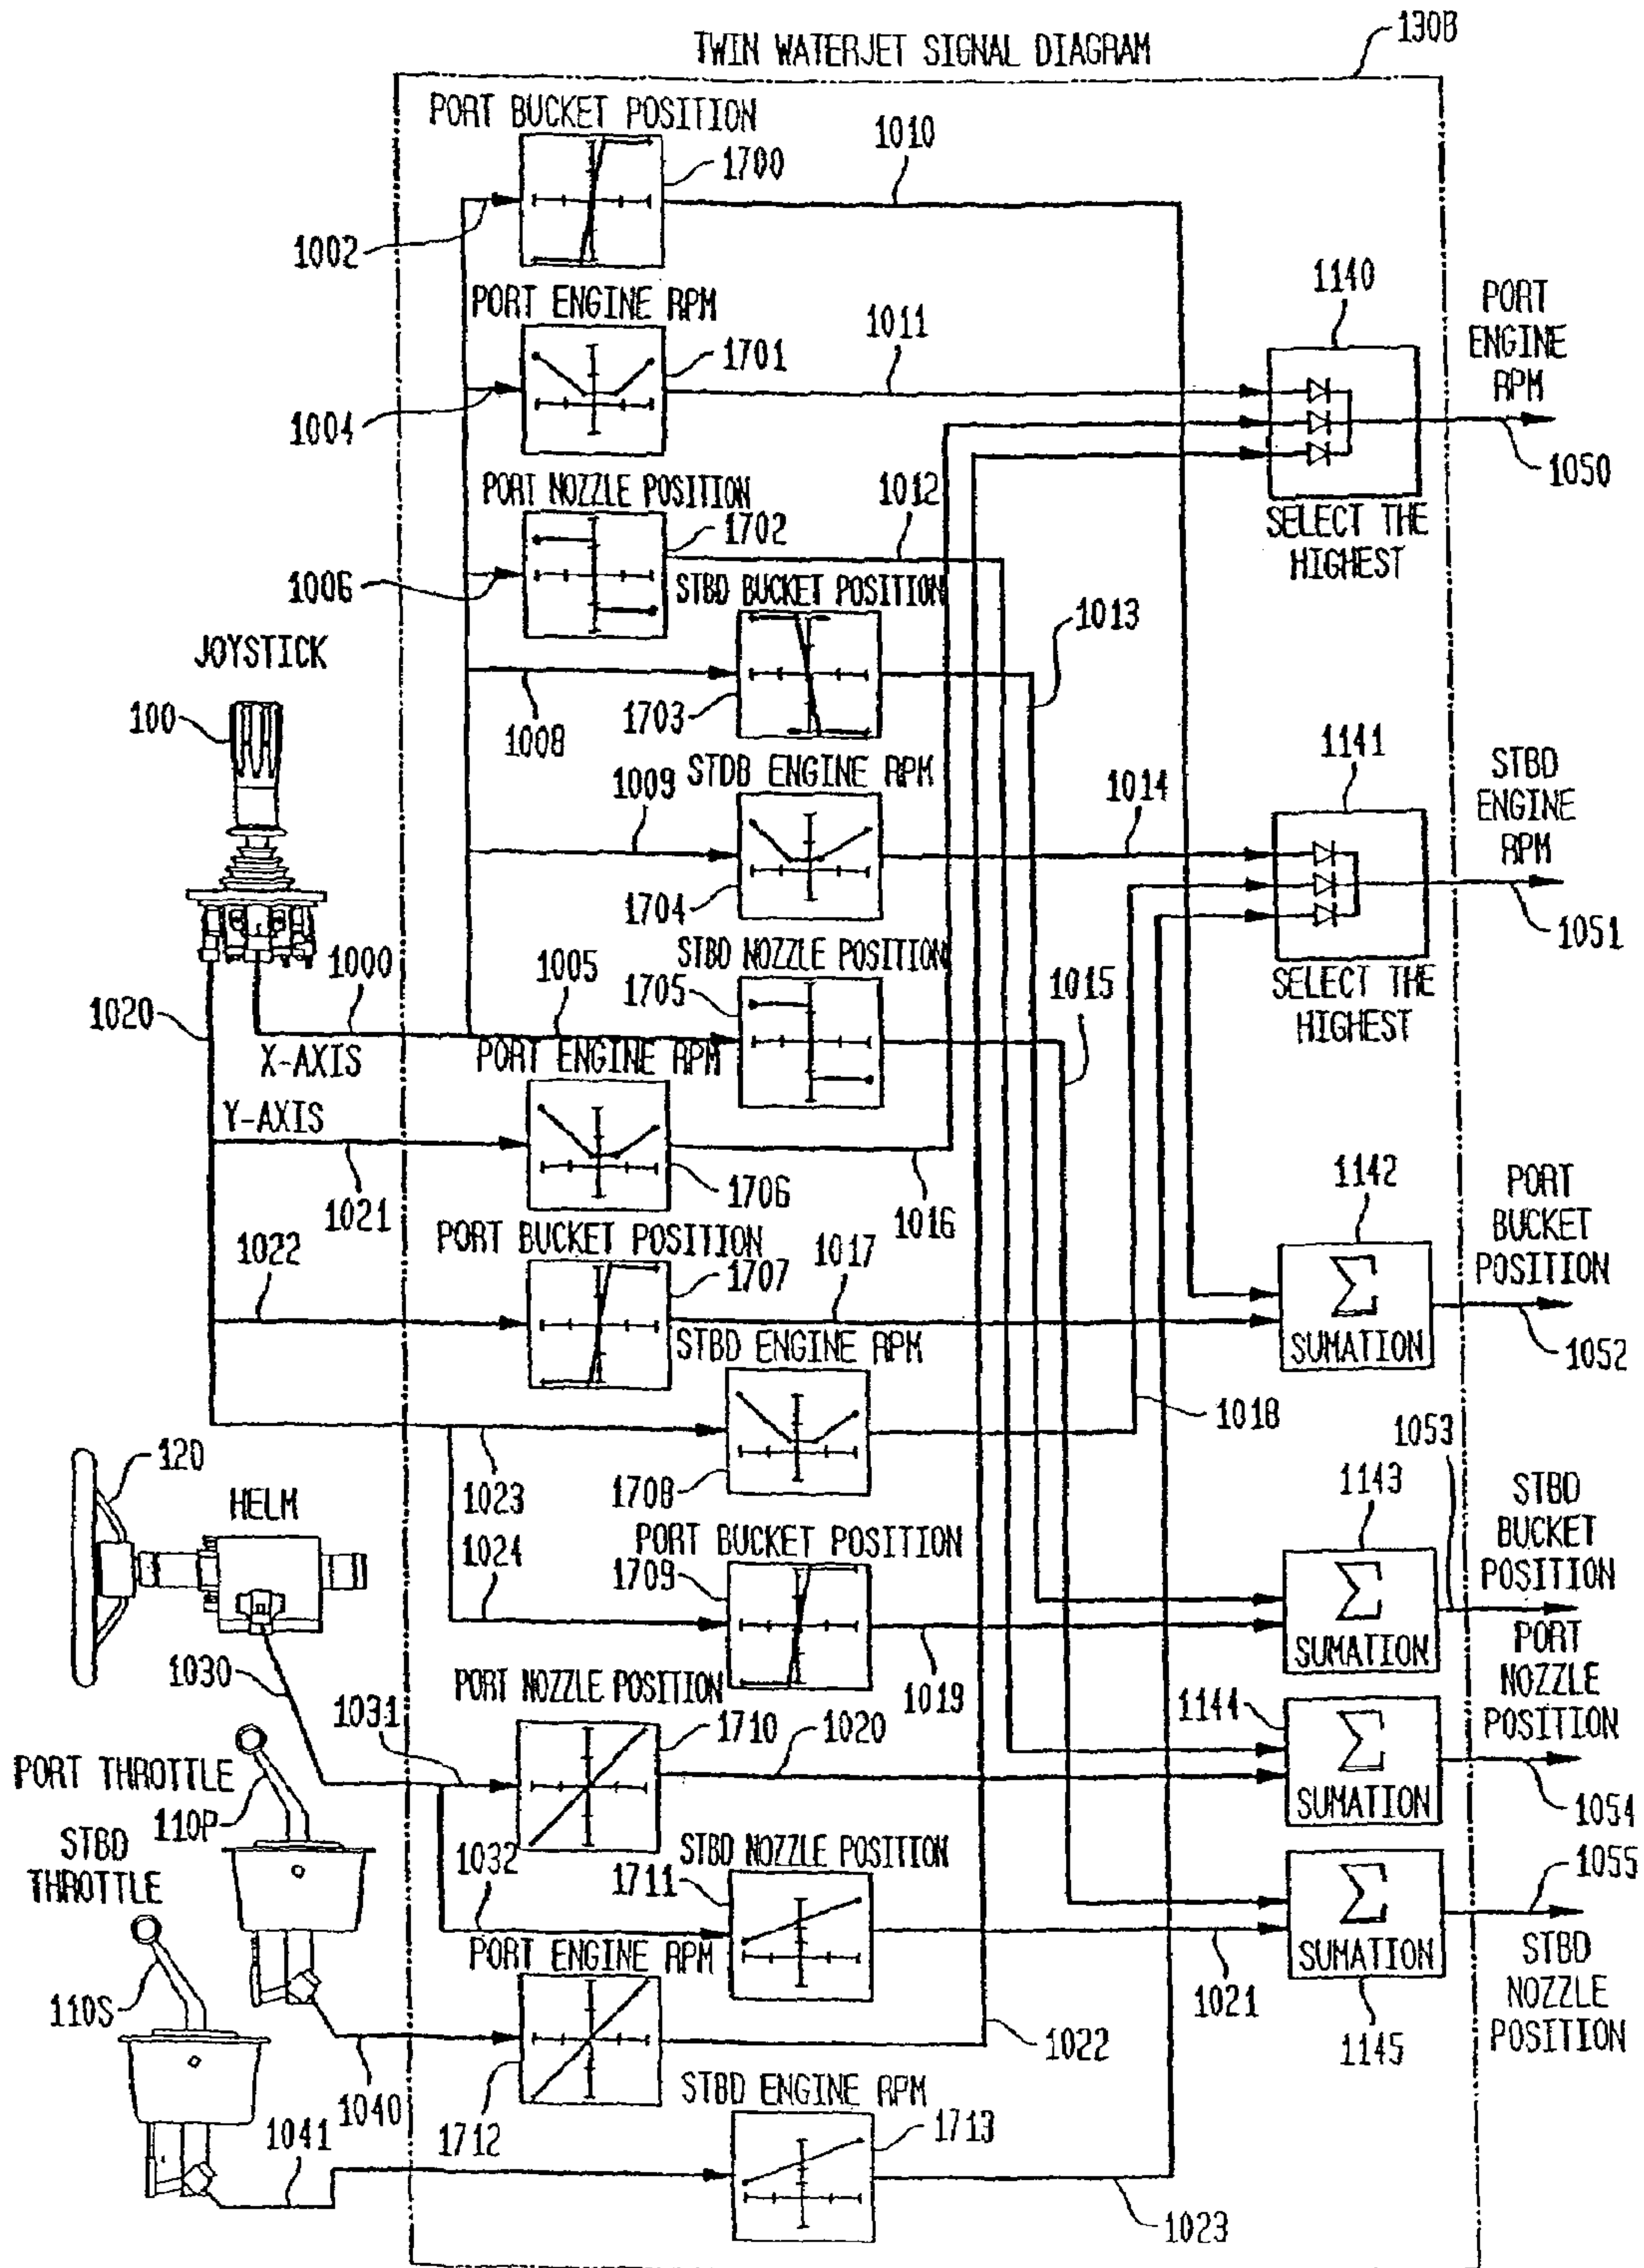 TWIN WATERJET SIGNAL DIAGRAM
130B
PORT BUCKET POSITION
1700
1010
1002
PORT ENGINE RPM
1701
1011
1004
1140
PORT
ENGINE
RPM
1050
SELECT THE
HIGHEST
PORT NOZZLE POSITION
1702
1012
1006
STBD BUCKET POSITION
1013
JOYSTICK
100
1703
1008
STDB ENGINE RPM
1009
1014
1141
STBD
ENGINE
RPM
1704
1051
STBD NOZZLE POSITION
1000
1005
1705
1015
SELECT THE
HIGHEST
1020
X-AXIS
PORT ENGINE RPM
Y-AXIS
1021
1706
1016
1142
PORT
BUCKET
POSITION
1022
PORT BUCKET POSITION
1707
1017
Σ
SUMATION
1052
STBD ENGINE RPM
1018
120
HELM
1023
1708
1143
1053
STBD
BUCKET
POSITION
1024
PORT BUCKET POSITION
1709
Σ
SUMATION
1019
1030
1031
PORT NOZZLE POSITION
1710
1020
1144
PORT
NOZZLE
POSITION
Σ
SUMATION
1054
PORT THROTTLE
110P
STBD
THROTTLE
1032
STBD NOZZLE POSITION
1711
1055
Σ
SUMATION
1021
1145
STBD
NOZZLE
POSITION
110S
PORT ENGINE RPM
1022
1040
1712
STBD ENGINE RPM
1713
1041
1023